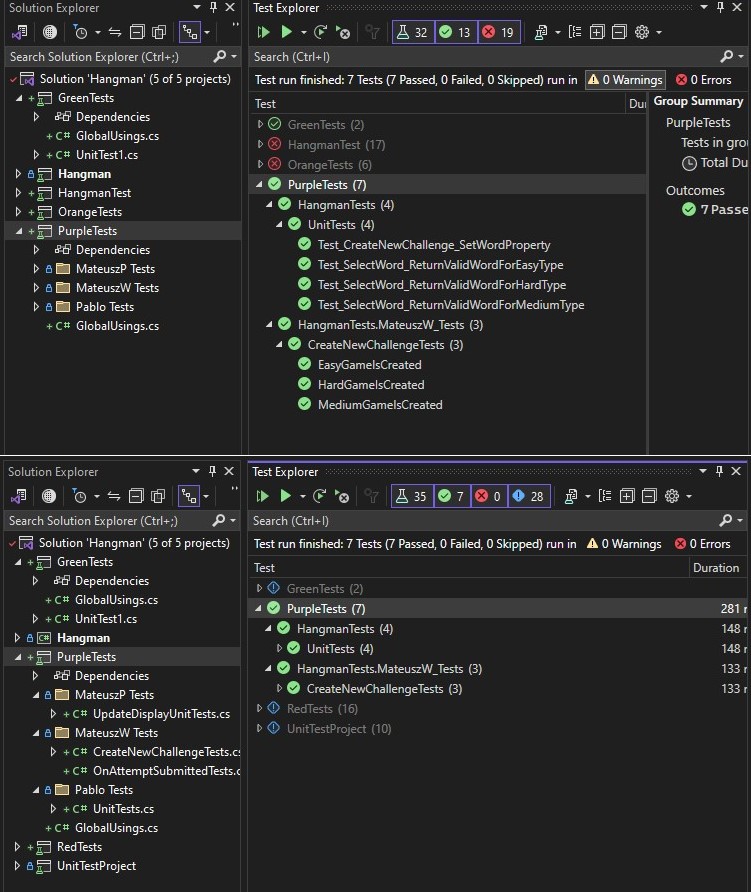 Solution Explorer
Search Solution Explorer (Ctrl+;)
Solution 'Hangman' (5 of 5 projects)
GreenTests
Dependencies
C# GlobalUsings.cs
C# UnitTest1.cs
Hangman
HangmanTest
OrangeTests
PurpleTests
Dependencies
MateuszP Tests
MateuszW Tests
Pablo Tests
C# GlobalUsings.cs
Test Explorer
32 13 19
Search (Ctrl+I)
Test run finished: 7 Tests (7 Passed, 0 Failed, 0 Skipped) run in 0 Warnings 0 Errors
Test Dur
GreenTests (2)
HangmanTest (17)
OrangeTests (6)
PurpleTests (7)
HangmanTests (4)
UnitTests (4)
Test_CreateNewChallenge_SetWordProperty
Test_SelectWord_ReturnValidWordForEasyType
Test_SelectWord_ReturnValidWordForHardType
Test_SelectWord_ReturnValidWordForMediumType
HangmanTests.MateuszW_Tests (3)
CreateNewChallengeTests (3)
EasyGameIsCreated
HardGameIsCreated
MediumGameIsCreated
Group Summary
PurpleTests
Tests in grou
Total Du
Outcomes
7 Passe
Solution Explorer
Search Solution Explorer (Ctrl+;)
Solution 'Hangman' (5 of 5 projects)
GreenTests
Dependencies
C# GlobalUsings.cs
C# UnitTest1.cs
C# Hangman
PurpleTests
Dependencies
MateuszP Tests
C# UpdateDisplayUnitTests.cs
MateuszW Tests
C# CreateNewChallengeTests.cs
C# OnAttemptSubmittedTests.c
Pablo Tests
C# UnitTests.cs
C# GlobalUsings.cs
RedTests
UnitTestProject
Test Explorer
35 7 0 28
Search (Ctrl+I)
Test run finished: 7 Tests (7 Passed, 0 Failed, 0 Skipped) run in 0 Warnings 0 Errors
Test Duration
GreenTests (2)
PurpleTests (7) 281 r
HangmanTests (4) 148 r
UnitTests (4) 148 r
HangmanTests.MateuszW_Tests (3) 133 r
CreateNewChallengeTests (3) 133 r
RedTests (16)
UnitTestProject (10)